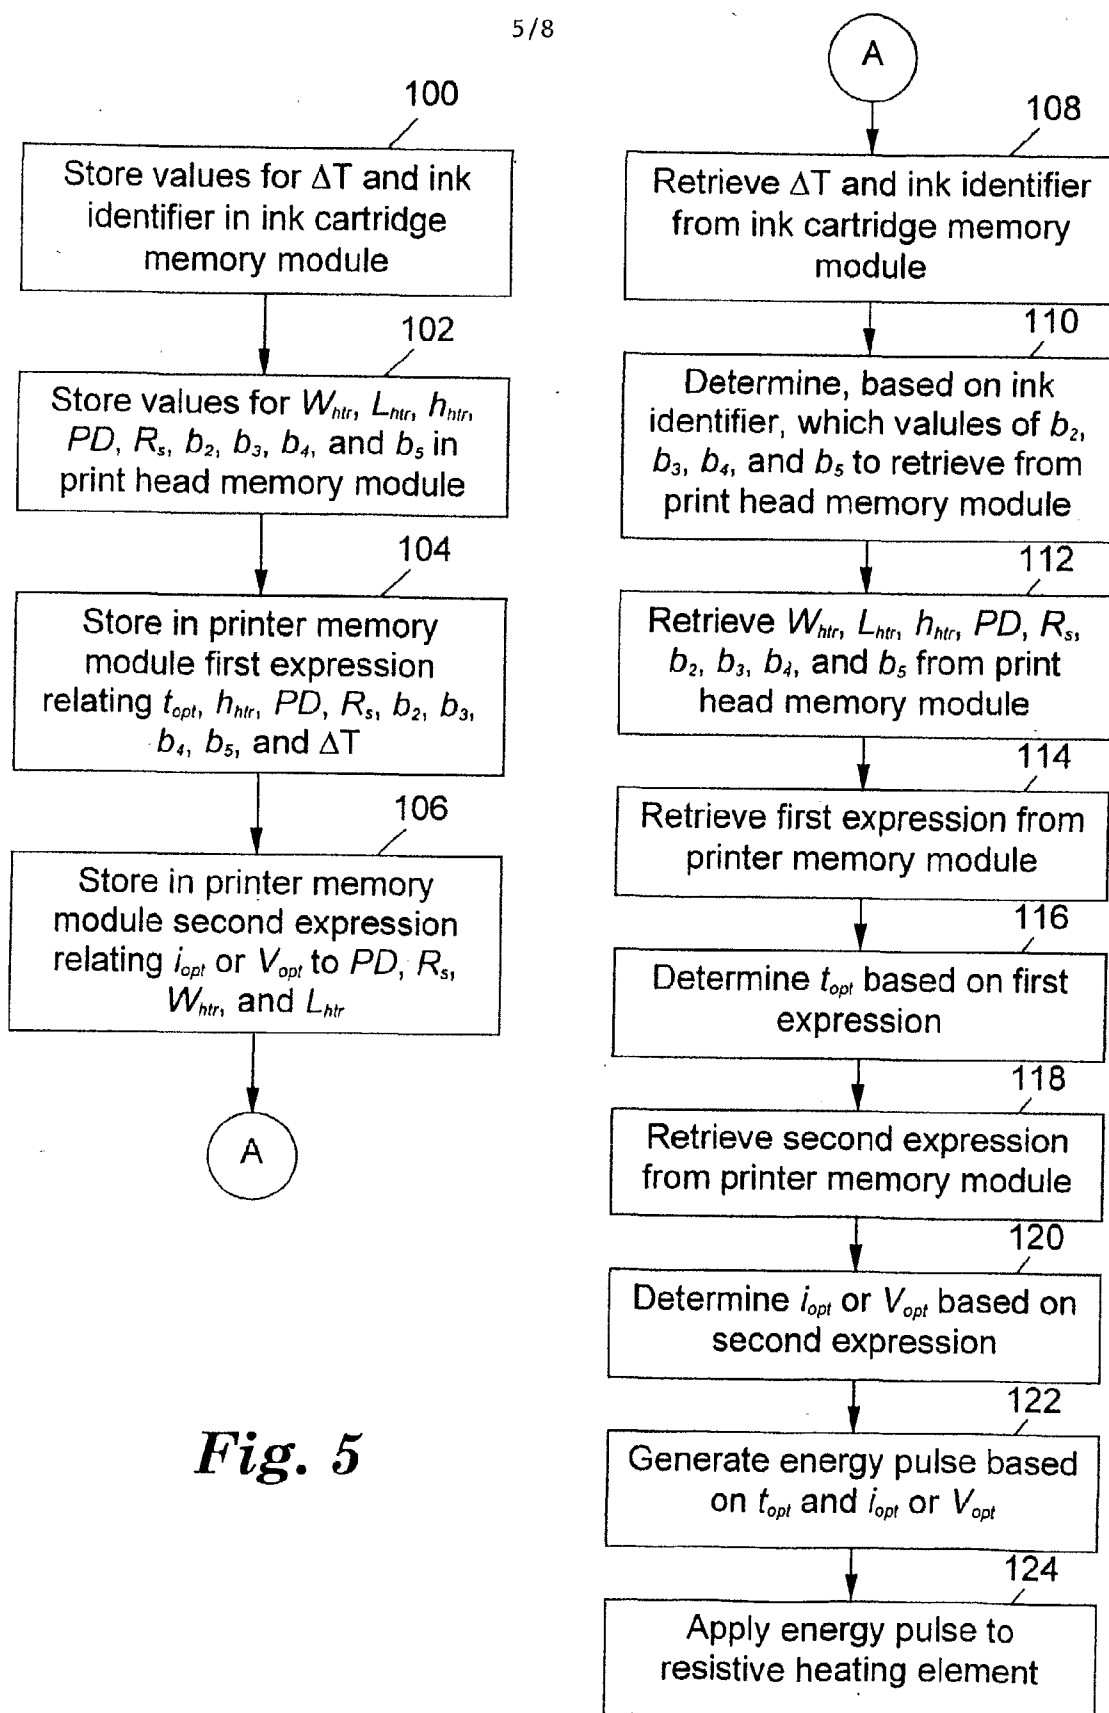 5/8
100
Store values for ΔT and ink
identifier in ink cartridge
memory module
102
Store values for Whtr, Lhtr, hhtr,
PD, Rs, b2, b3, b4, and b5 in
print head memory module
104
Store in printer memory
module first expression
relating topt, hhtr, PD, Rs, b2, b3,
b4, b5, and ΔT
106
Store in printer memory
module second expression
relating iopt or Vopt to PD, Rs,
Whtr, and Lhtr
A
Fig. 5
A
108
Retrieve ΔT and ink identifier
from ink cartridge memory
module
110
Determine, based on ink
identifier, which valules of b2,
b3, b4, and b5 to retrieve from
print head memory module
112
Retrieve Whtr, Lhtr, hhtr, PD, Rs,
b2, b3, b4, and b5 from print
head memory module
114
Retrieve first expression from
printer memory module
116
Determine topt based on first
expression
118
Retrieve second expression
from printer memory module
120
Determine iopt or Vopt based on
second expression
122
Generate energy pulse based
on topt and iopt or Vopt
124
Apply energy pulse to
resistive heating element